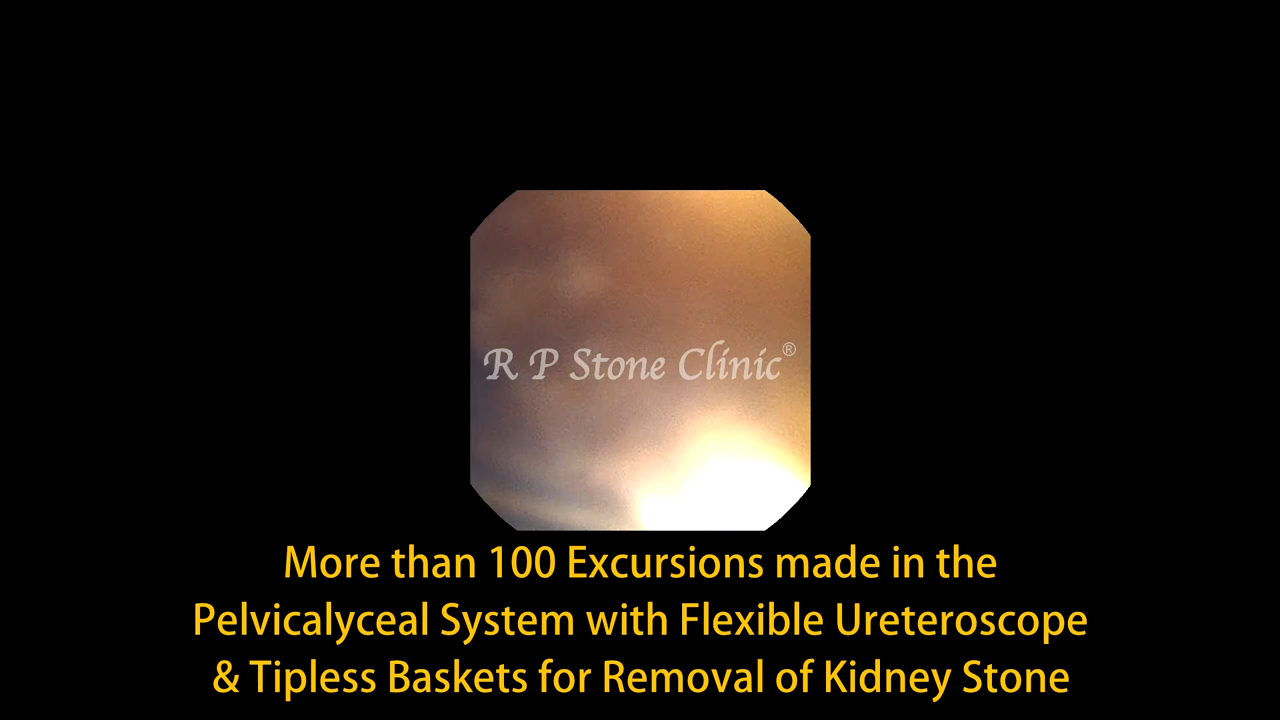 R P Stone Clinic®
More than 100 Excursions made in the
Pelvicalyceal System with Flexible Ureteroscope
& Tipless Baskets for Removal of Kidney Stone